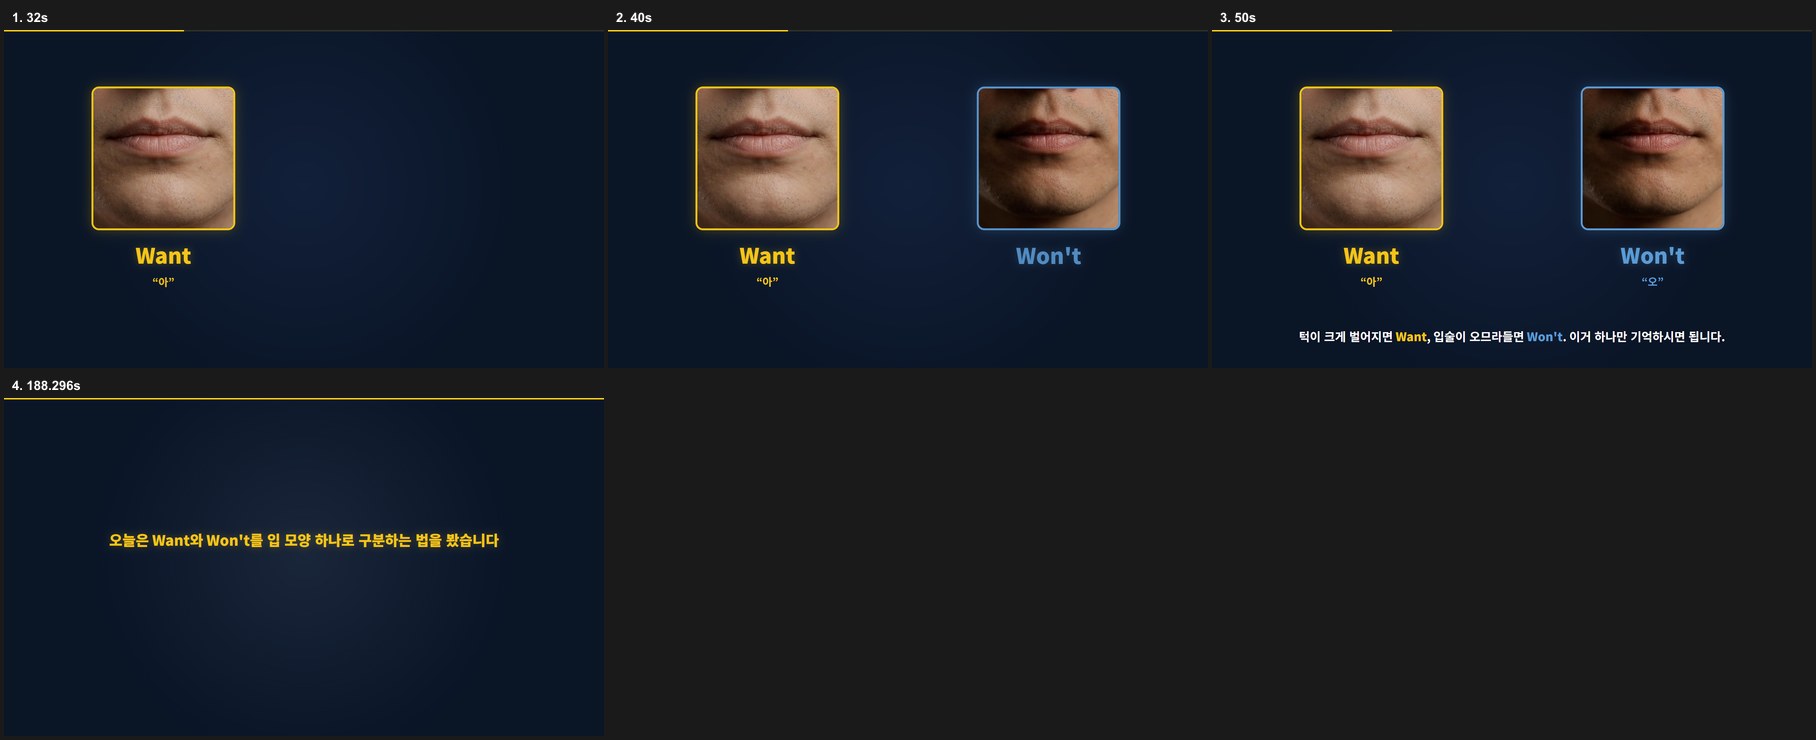 1. 32s
Want
“아”
2. 40s
Want
“아”
Won't
3. 50s
Want
“아”
Won't
“오”
턱이 크게 벌어지면 Want, 입술이 오므라들면 Won't. 이거 하나만 기억하시면 됩니다.
4. 188.296s
오늘은 Want와 Won't를 입 모양 하나로 구분하는 법을 봤습니다